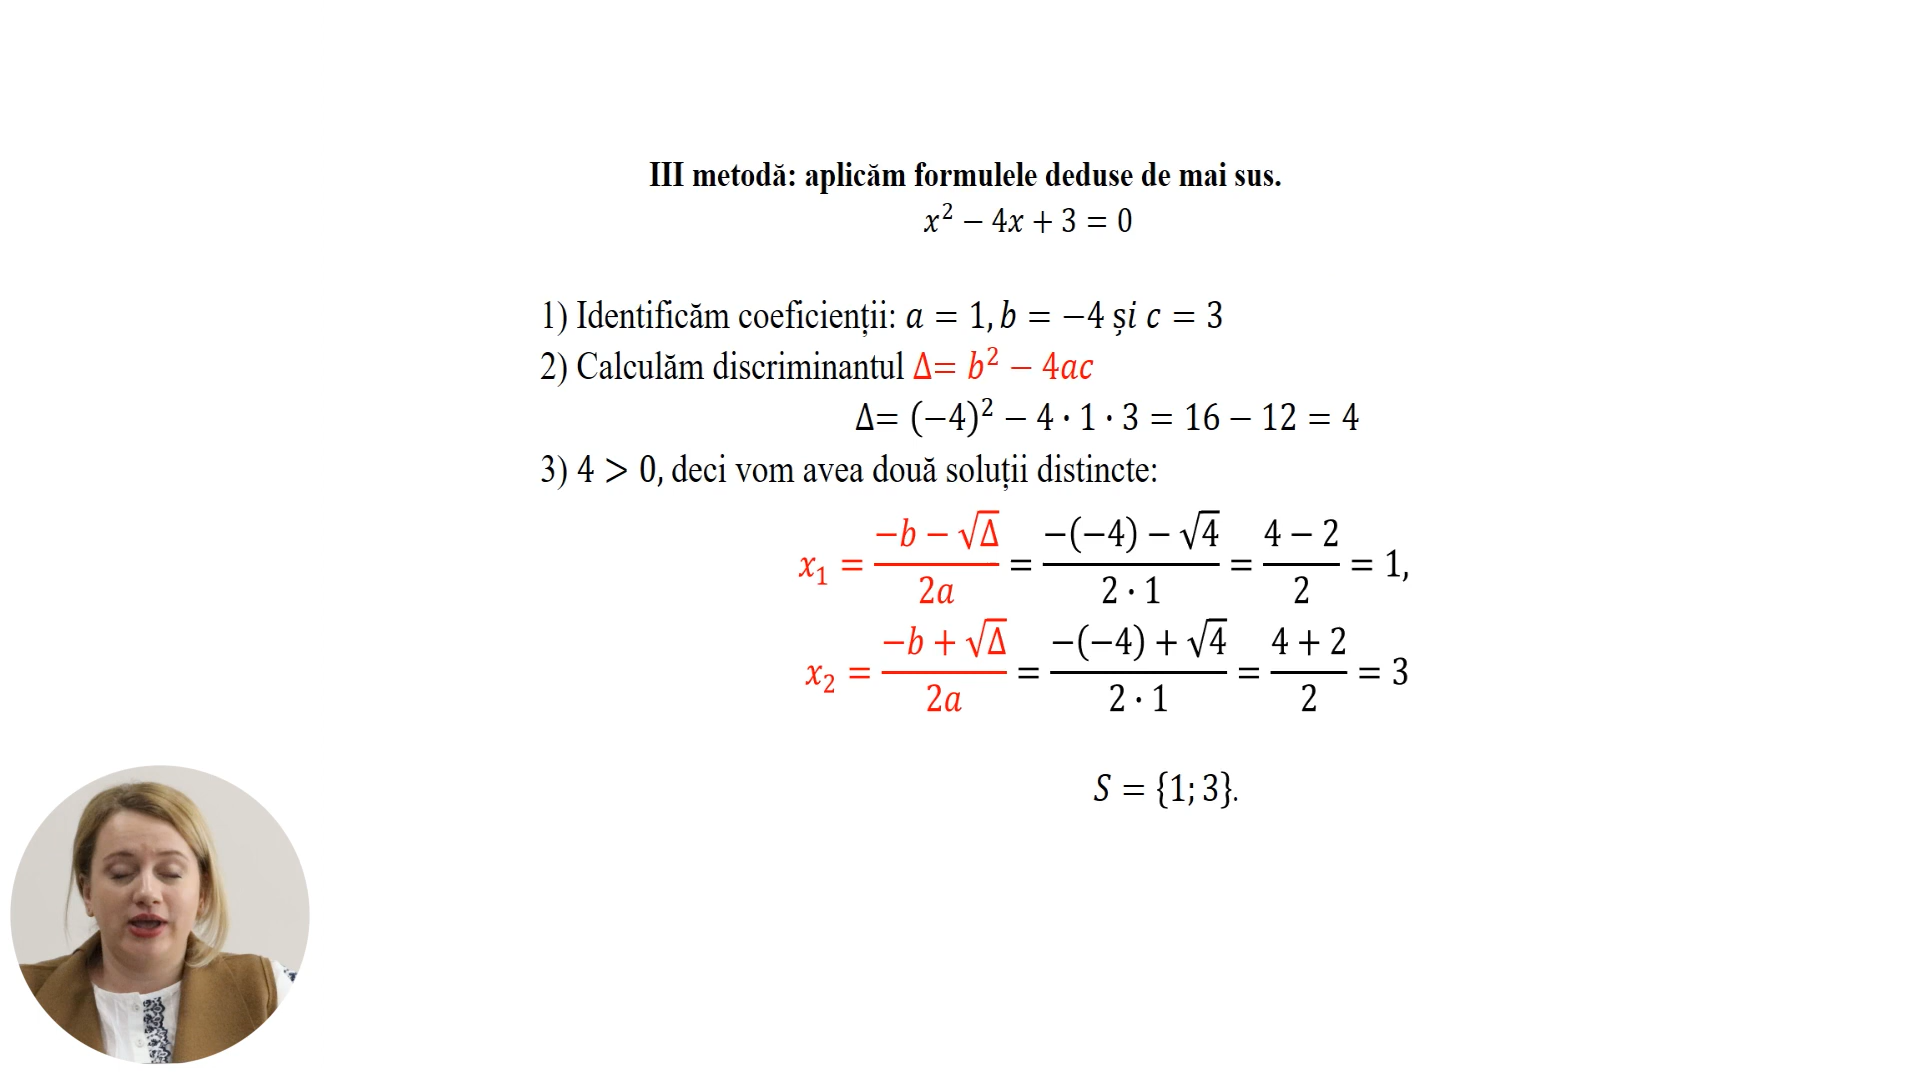 III metodă: aplicăm formulele deduse de mai sus.
x² − 4x + 3 = 0
1) Identificăm coeficienții: a = 1, b = −4 și c = 3
2) Calculăm discriminantul Δ= b² − 4ac
Δ= (−4)² − 4 · 1 · 3 = 16 − 12 = 4
3) 4 > 0, deci vom avea două soluții distincte:
x₁ = (−b − √Δ)/(2a) = (−(−4) − √4)/(2 · 1) = (4 − 2)/2 = 1,
x₂ = (−b + √Δ)/(2a) = (−(−4) + √4)/(2 · 1) = (4 + 2)/2 = 3
S = {1; 3}.